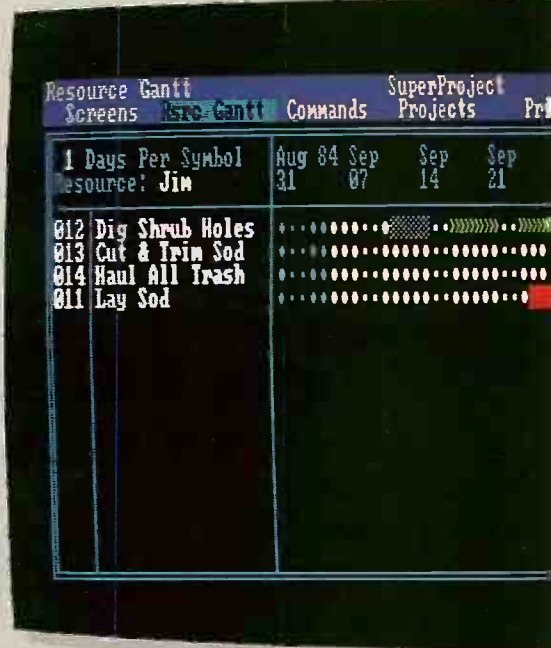 Resource Gantt SuperProject
Screens Rsrc Gantt Commands Projects
1 Days Per Symbol Aug 84 Sep Sep Sep
Resource: Jim 31 07 14 21
012 Dig Shrub Holes
013 Cut & Trim Sod
014 Haul All Trash
011 Lay Sod